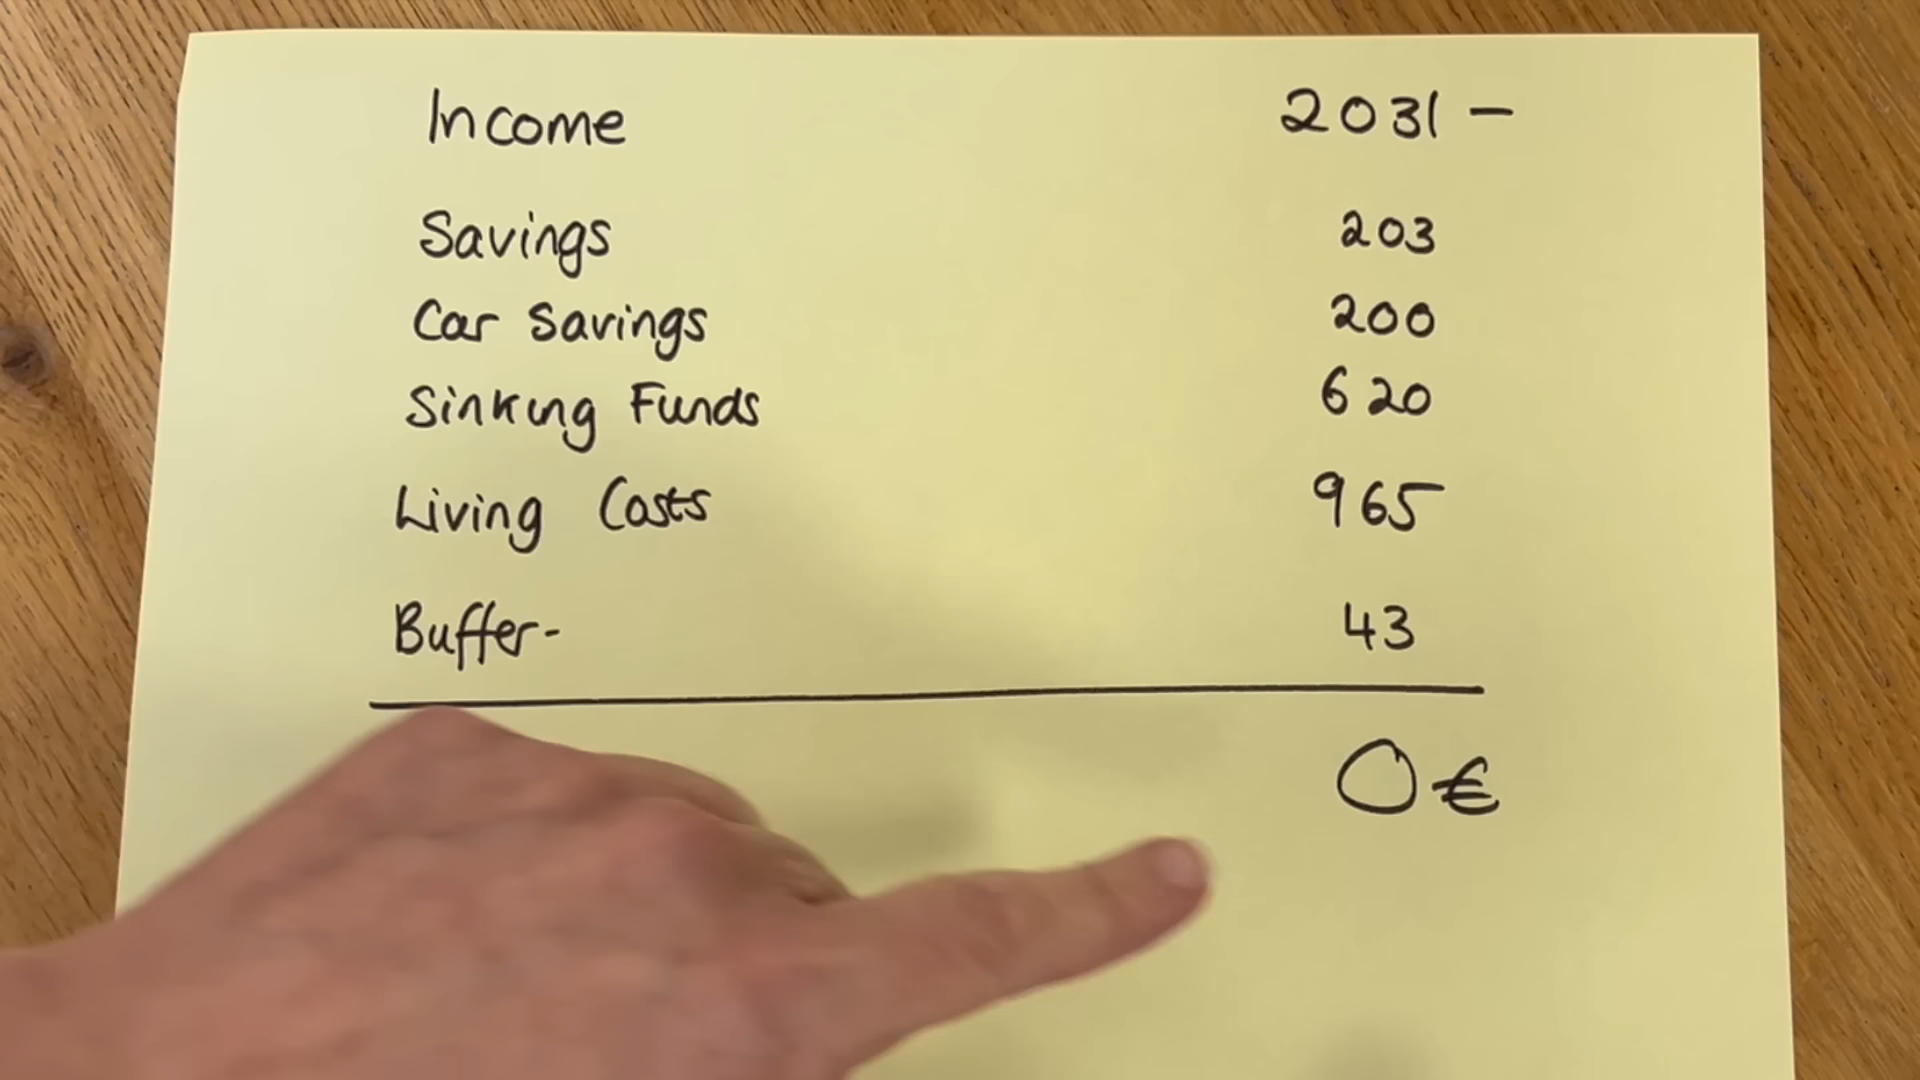 Income 2031 -
Savings 203
Car Savings 200
Sinking Funds 620
Living Costs 965
Buffer- 43
0€